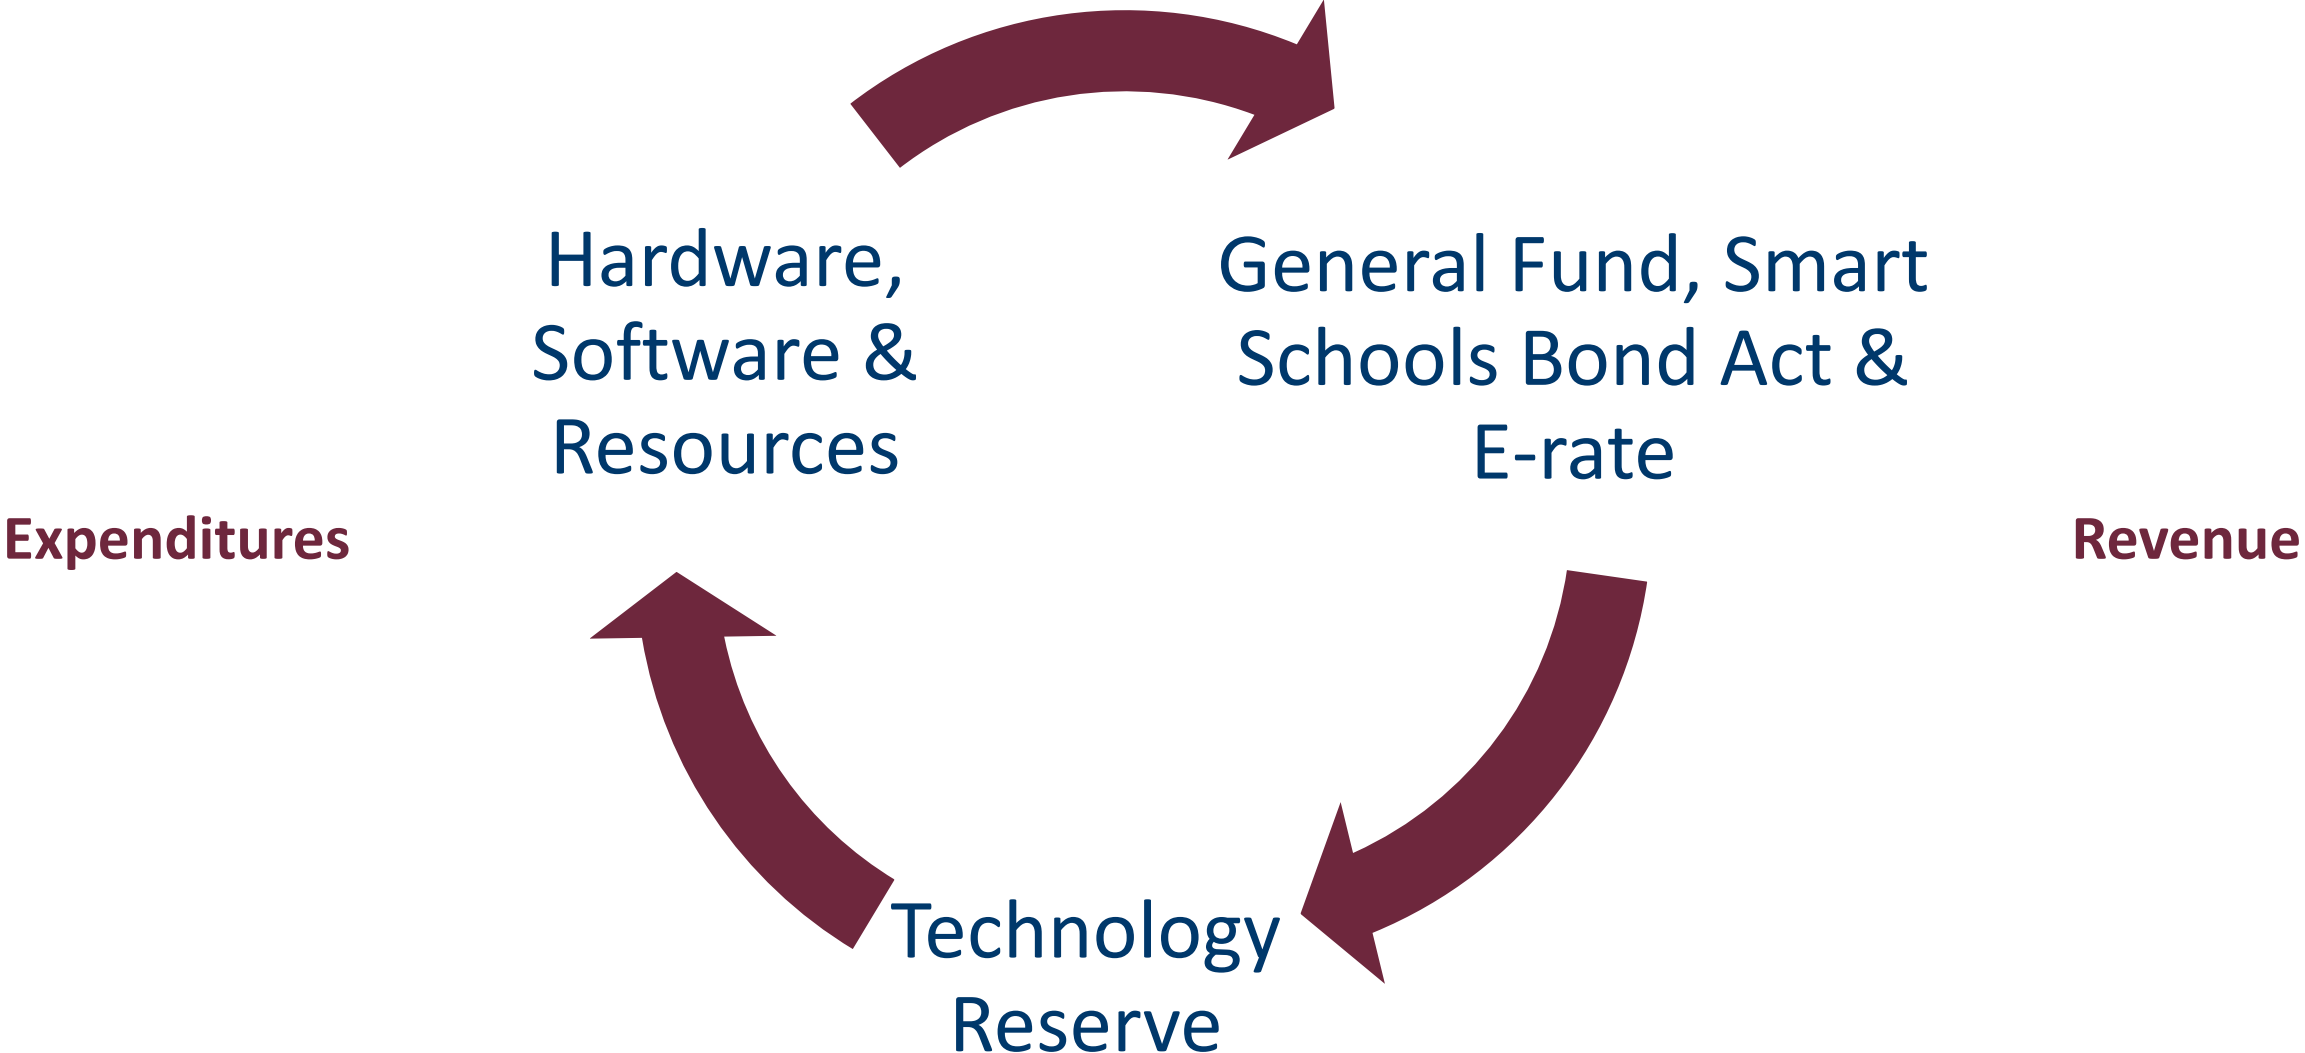 Hardware,
Software &
Resources
General Fund, Smart
Schools Bond Act &
E-rate
Expenditures
Revenue
Technology
Reserve